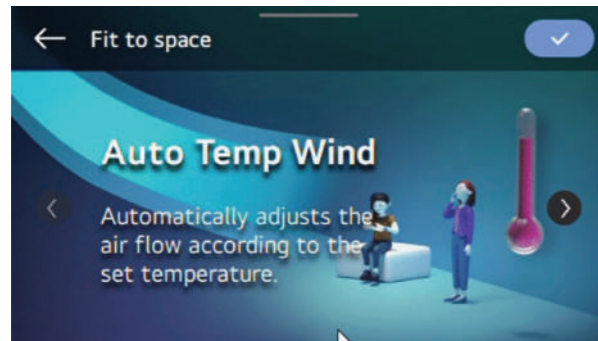 Fit to space
Auto Temp Wind
Automatically adjusts the
air flow according to the
set temperature.